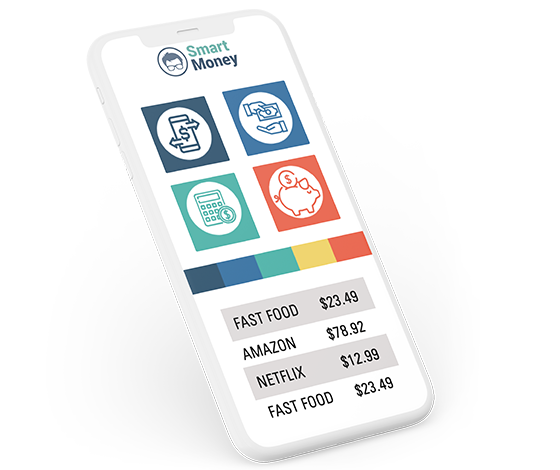 Smart
Money
FAST FOOD $23.49
AMAZON $78.92
NETFLIX $12.99
FAST FOOD $23.49